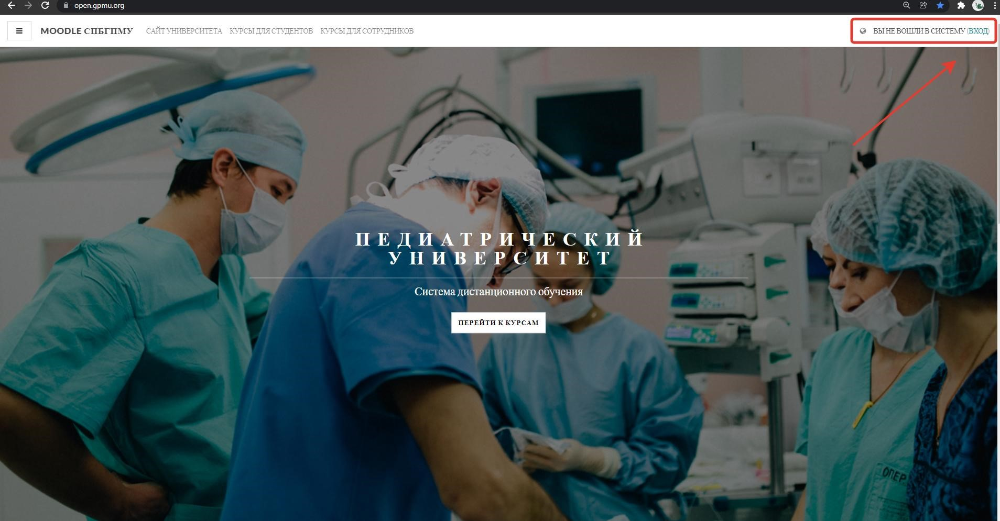 open.gpmu.org
MOODLE СПБГПМУ САЙТ УНИВЕРСИТЕТА КУРСЫ ДЛЯ СТУДЕНТОВ КУРСЫ ДЛЯ СОТРУДНИКОВ ВЫ НЕ ВОШЛИ В СИСТЕМУ (ВХОД)
ПЕДИАТРИЧЕСКИЙ
УНИВЕРСИТЕТ
Система дистанционного обучения
ПЕРЕЙТИ К КУРСАМ
ОПЕР